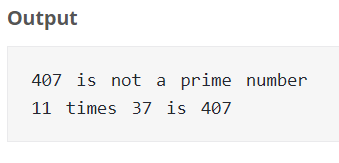 Output
407 is not a prime number
11 times 37 is 407